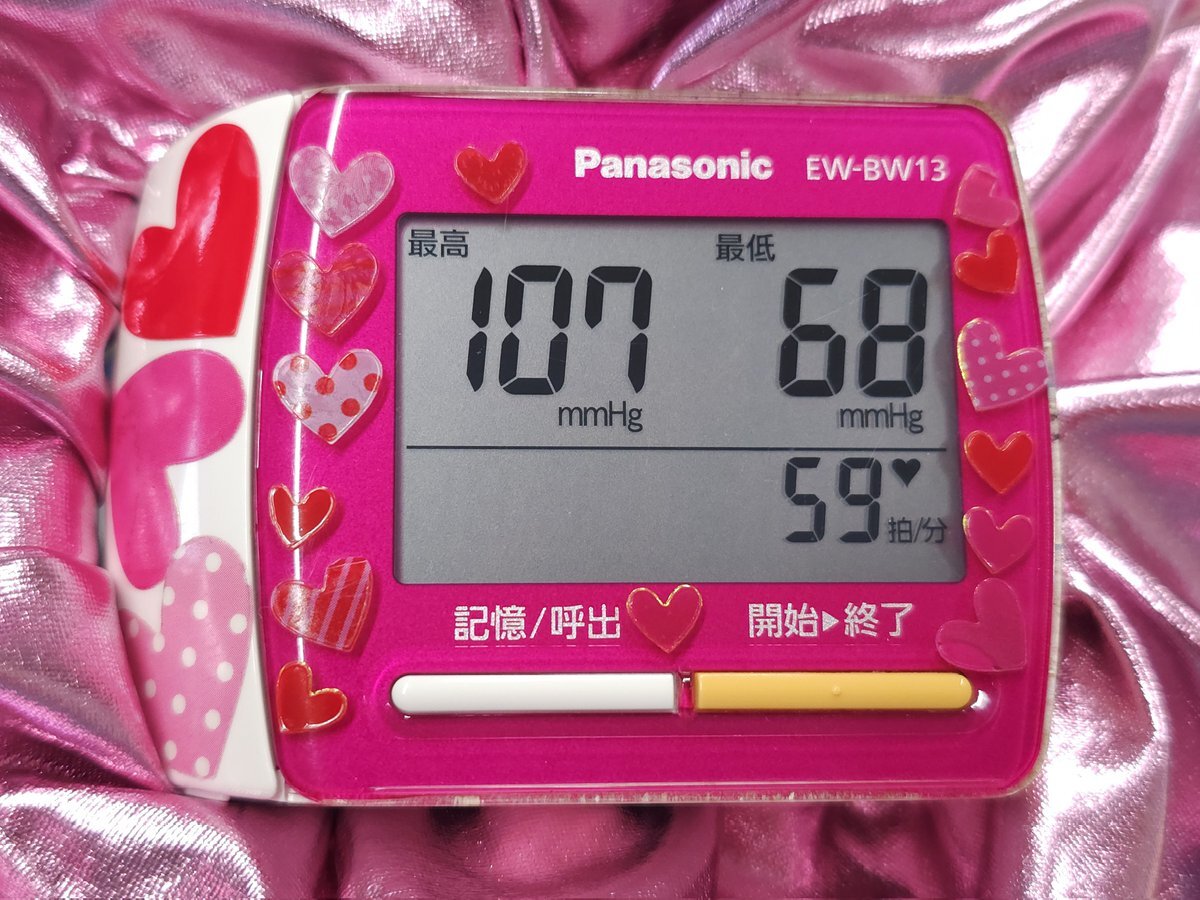 Panasonic EW-BW13
最高 最低
107 68
mmHg mmHg
59♥
拍/分
記憶/呼出 開始▶終了